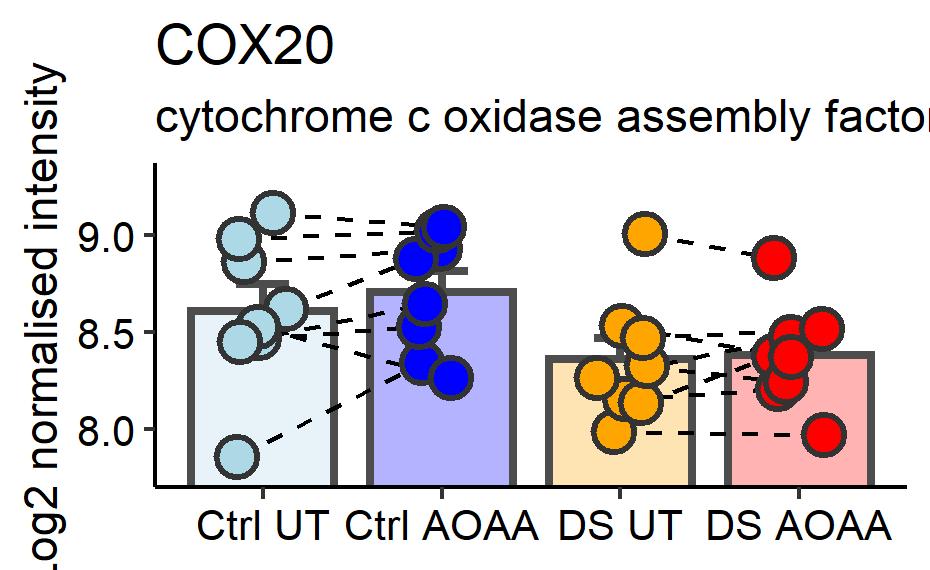 COX20
cytochrome c oxidase assembly factor
Log2 normalised intensity
9.0
8.5
8.0
Ctrl UT
Ctrl AOAA
DS UT
DS AOAA